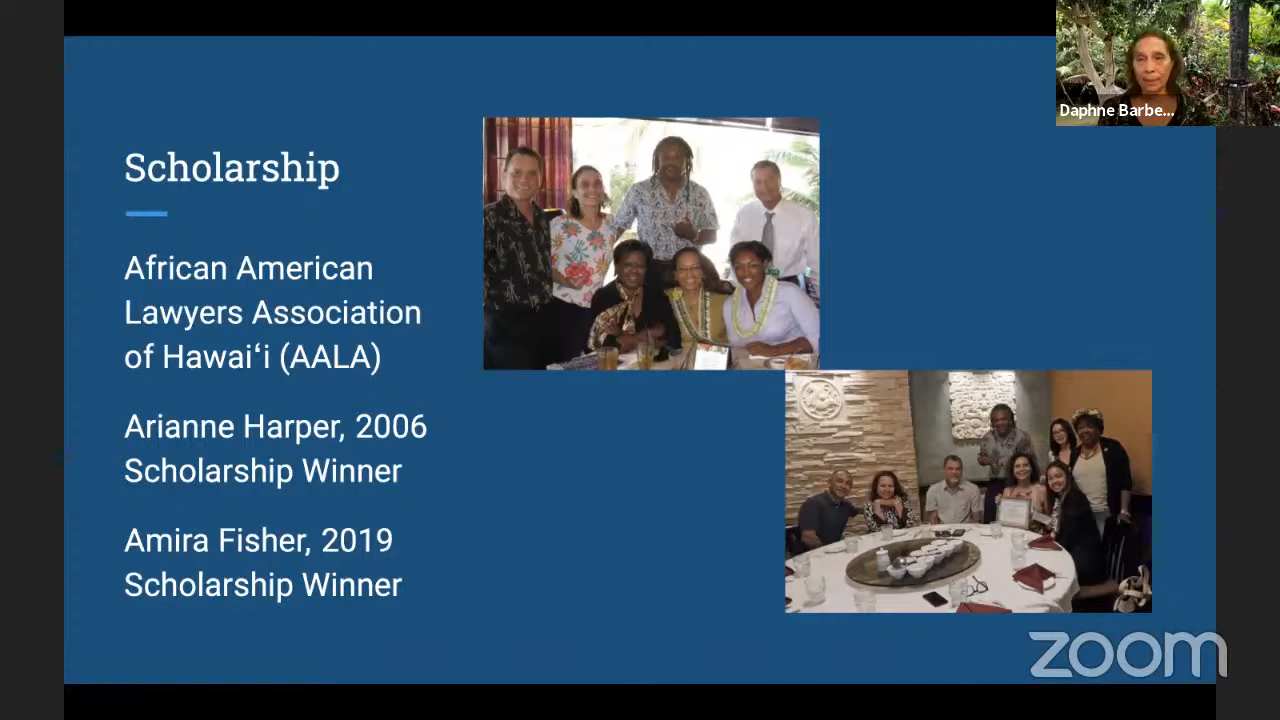 Daphne Barbe...
Scholarship
African American
Lawyers Association
of Hawaiʻi (AALA)
Arianne Harper, 2006
Scholarship Winner
Amira Fisher, 2019
Scholarship Winner
zoom